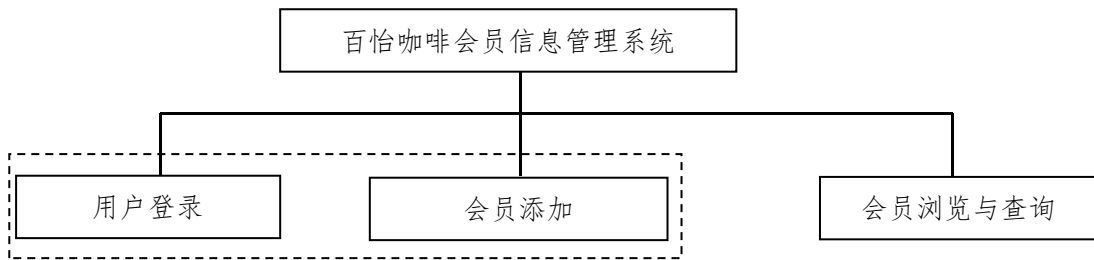 百怡咖啡会员信息管理系统
用户登录
会员添加
会员浏览与查询